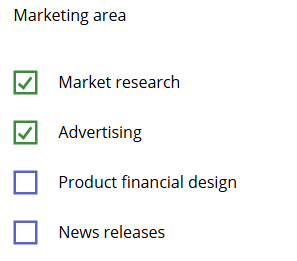 Marketing area
Market research
Advertising
Product financial design
News releases